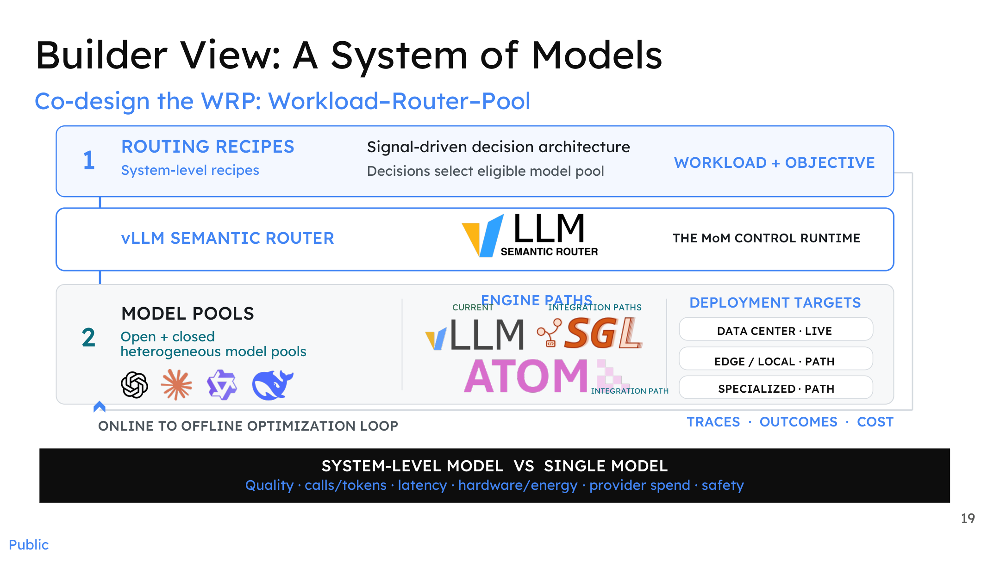 Builder View: A System of Models
Co-design the WRP: Workload–Router–Pool
1
ROUTING RECIPES
System-level recipes
Signal-driven decision architecture
Decisions select eligible model pool
WORKLOAD + OBJECTIVE
vLLM SEMANTIC ROUTER
LLM
SEMANTIC ROUTER
THE MoM CONTROL RUNTIME
2
MODEL POOLS
Open + closed
heterogeneous model pools
ENGINE PATHS
CURRENT
INTEGRATION PATHS
LLM
SGL
ATOM
INTEGRATION PATH
DEPLOYMENT TARGETS
DATA CENTER · LIVE
EDGE / LOCAL · PATH
SPECIALIZED · PATH
ONLINE TO OFFLINE OPTIMIZATION LOOP
TRACES · OUTCOMES · COST
SYSTEM-LEVEL MODEL VS SINGLE MODEL
Quality · calls/tokens · latency · hardware/energy · provider spend · safety
19
Public